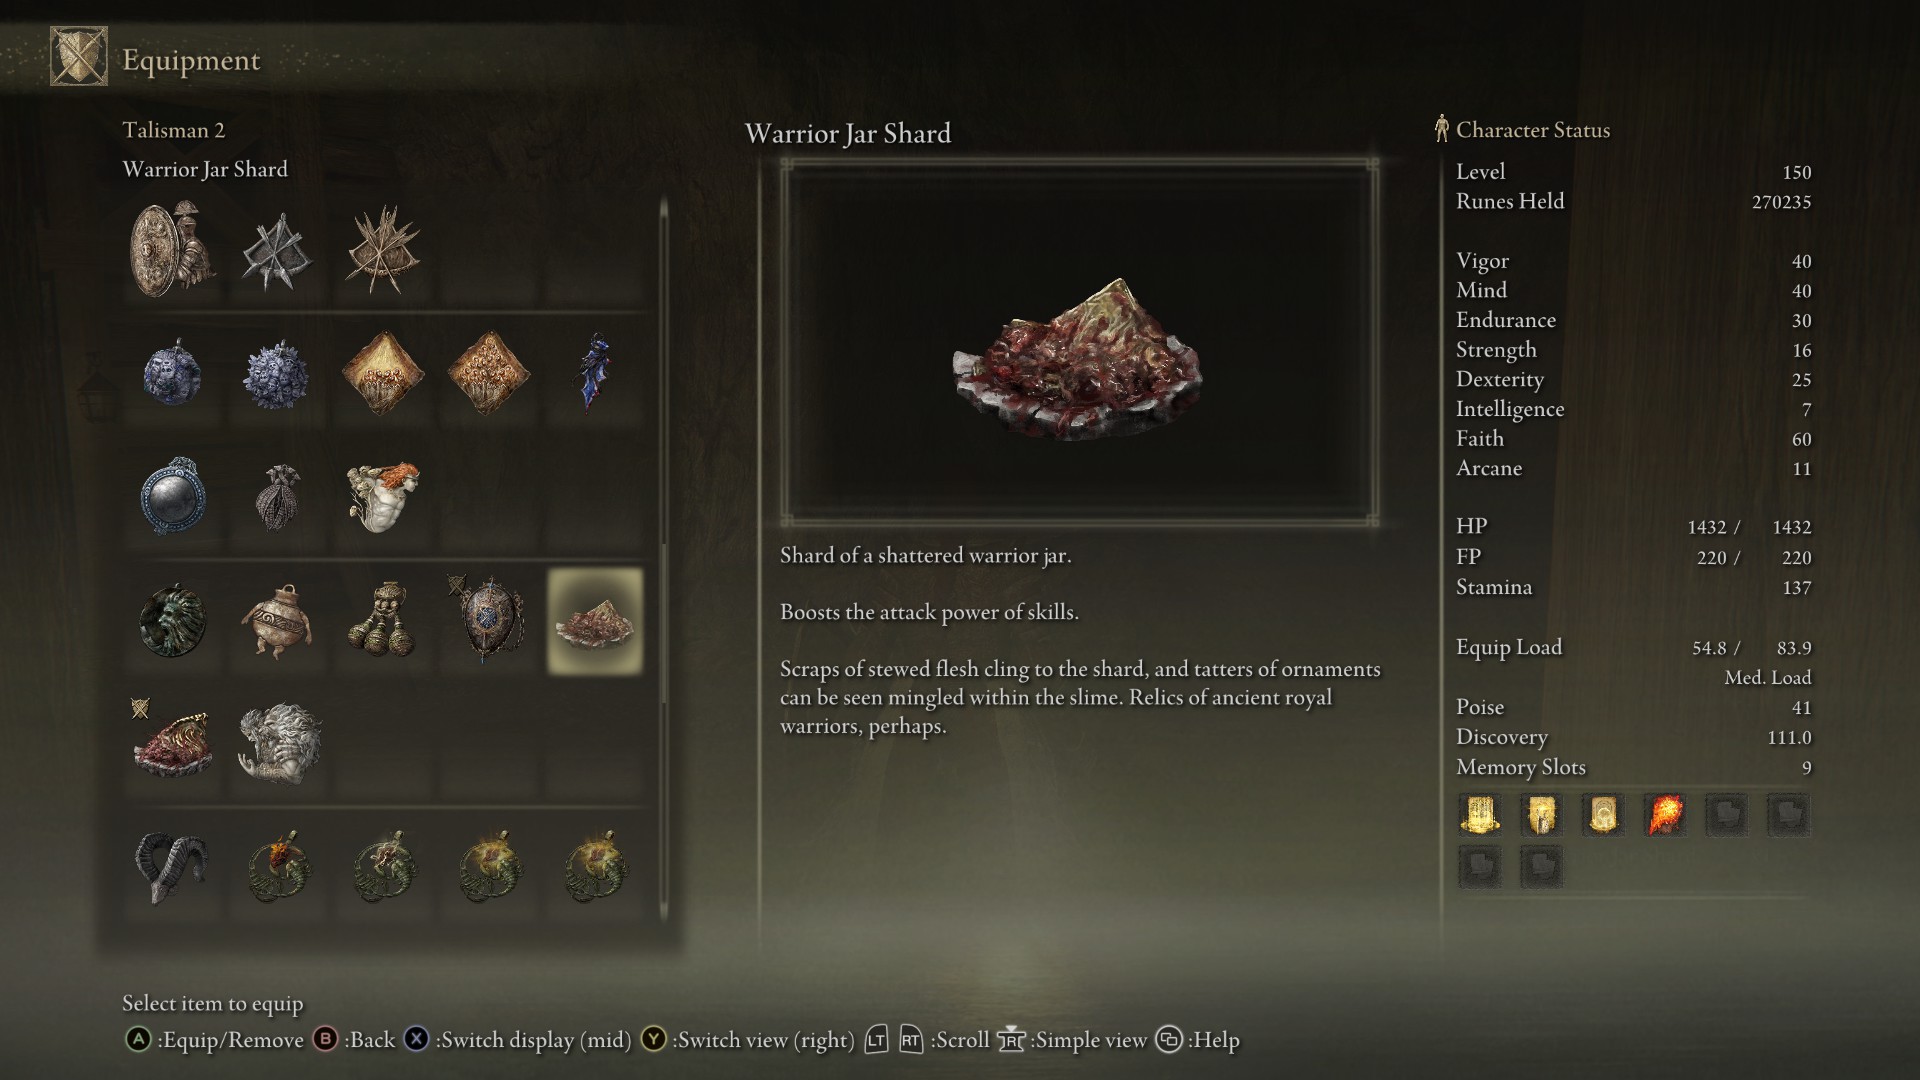 Equipment
Talisman 2
Warrior Jar Shard
Warrior Jar Shard
Shard of a shattered warrior jar.
Boosts the attack power of skills.
Scraps of stewed flesh cling to the shard, and tatters of ornaments
can be seen mingled within the slime. Relics of ancient royal
warriors, perhaps.
Character Status
Level 150
Runes Held 270235
Vigor 40
Mind 40
Endurance 30
Strength 16
Dexterity 25
Intelligence 7
Faith 60
Arcane 11
HP 1432 / 1432
FP 220 / 220
Stamina 137
Equip Load 54.8 / 83.9
Med. Load
Poise 41
Discovery 111.0
Memory Slots 9
Select item to equip
A :Equip/Remove B :Back X :Switch display (mid) Y :Switch view (right) LT RT :Scroll R :Simple view :Help